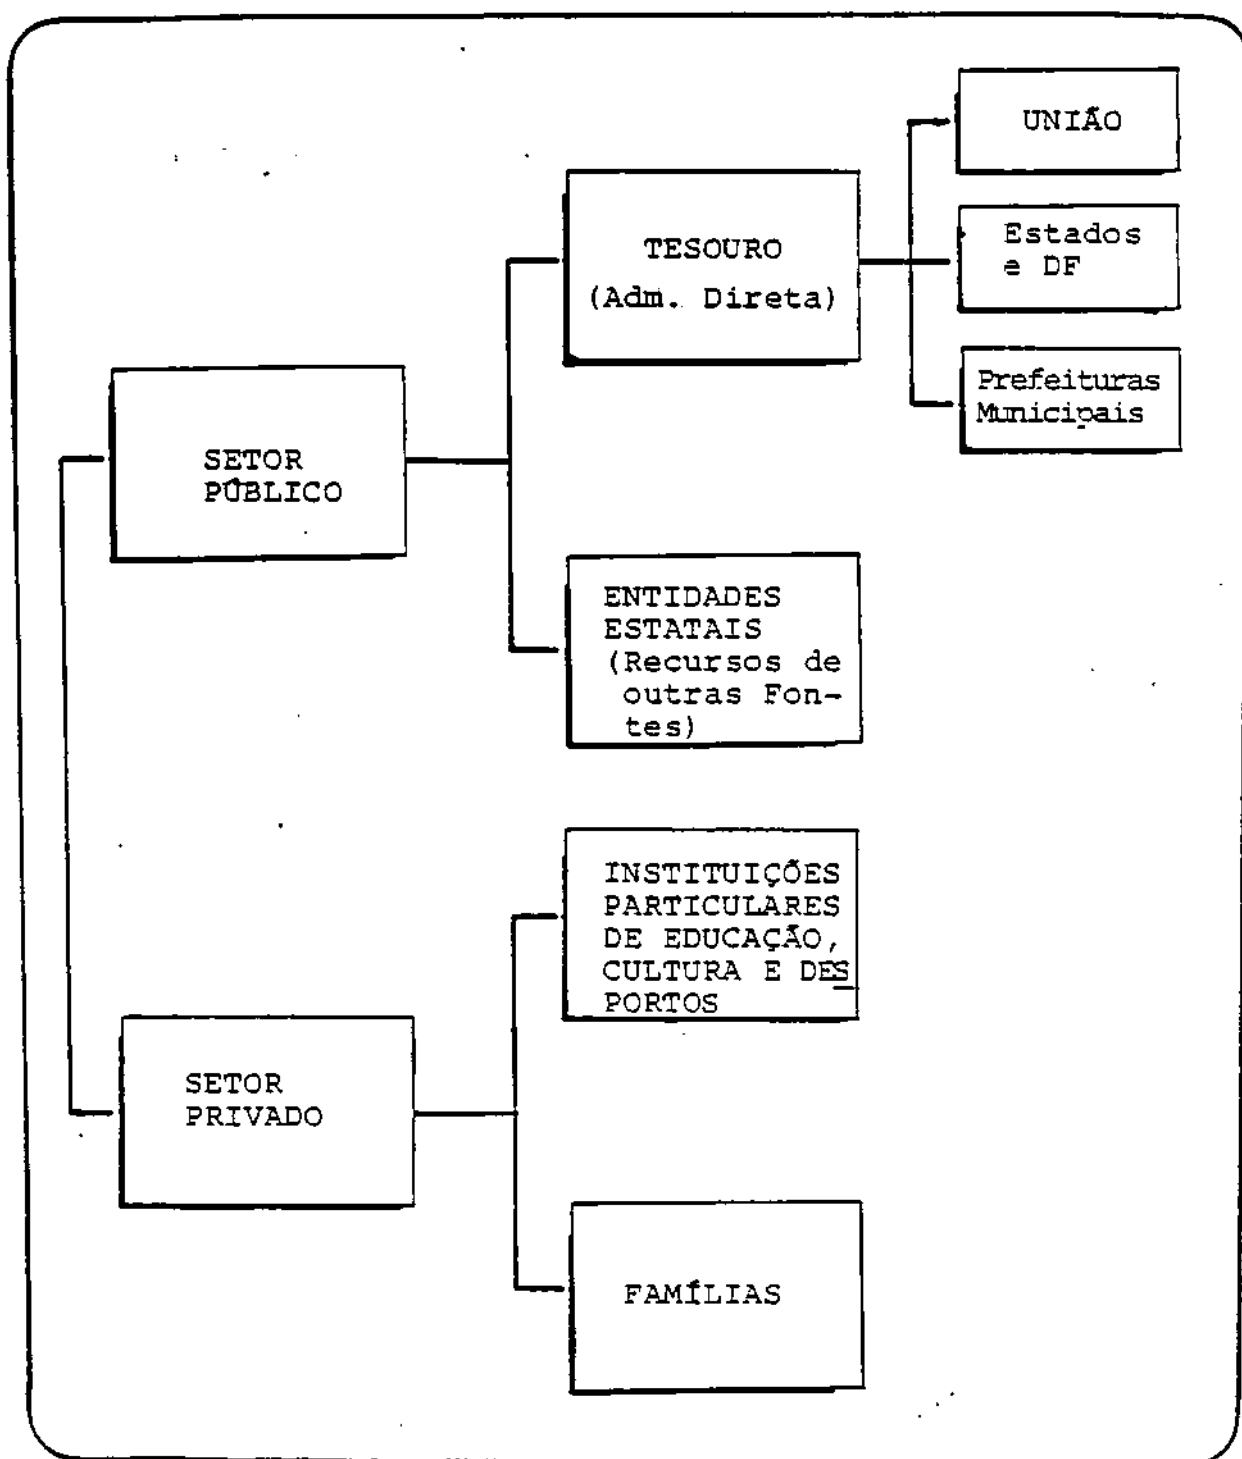 UNIÃO
TESOURO
(Adm. Direta)
Estados
e DF
Prefeituras
Municipais
SETOR
PÚBLICO
ENTIDADES
ESTATAIS
(Recursos de
outras Fon-
tes)
INSTITUIÇÕES
PARTICULARES
DE EDUCAÇÃO,
CULTURA E DES
PORTOS
SETOR
PRIVADO
FAMÍLIAS